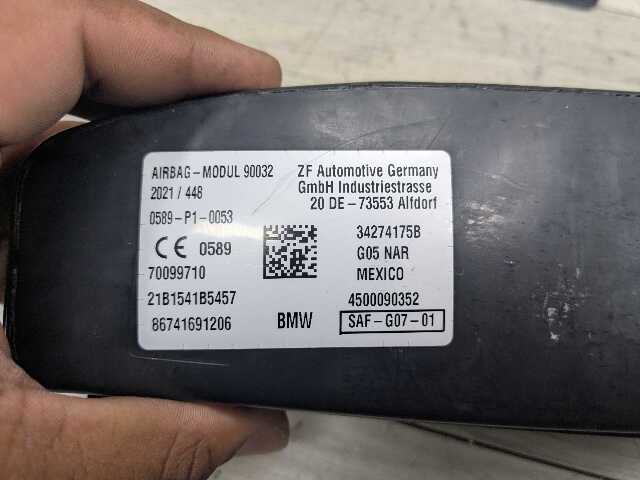 AIRBAG-MODUL 90032
2021/448
0589-P1-0053
CE 0589
70099710
21B1541B5457
86741691206
ZF Automotive Germany
GmbH Industriestrasse
20 DE-73553 Alfdorf
34274175B
G05 NAR
MEXICO
4500090352
BMW SAF-G07-01